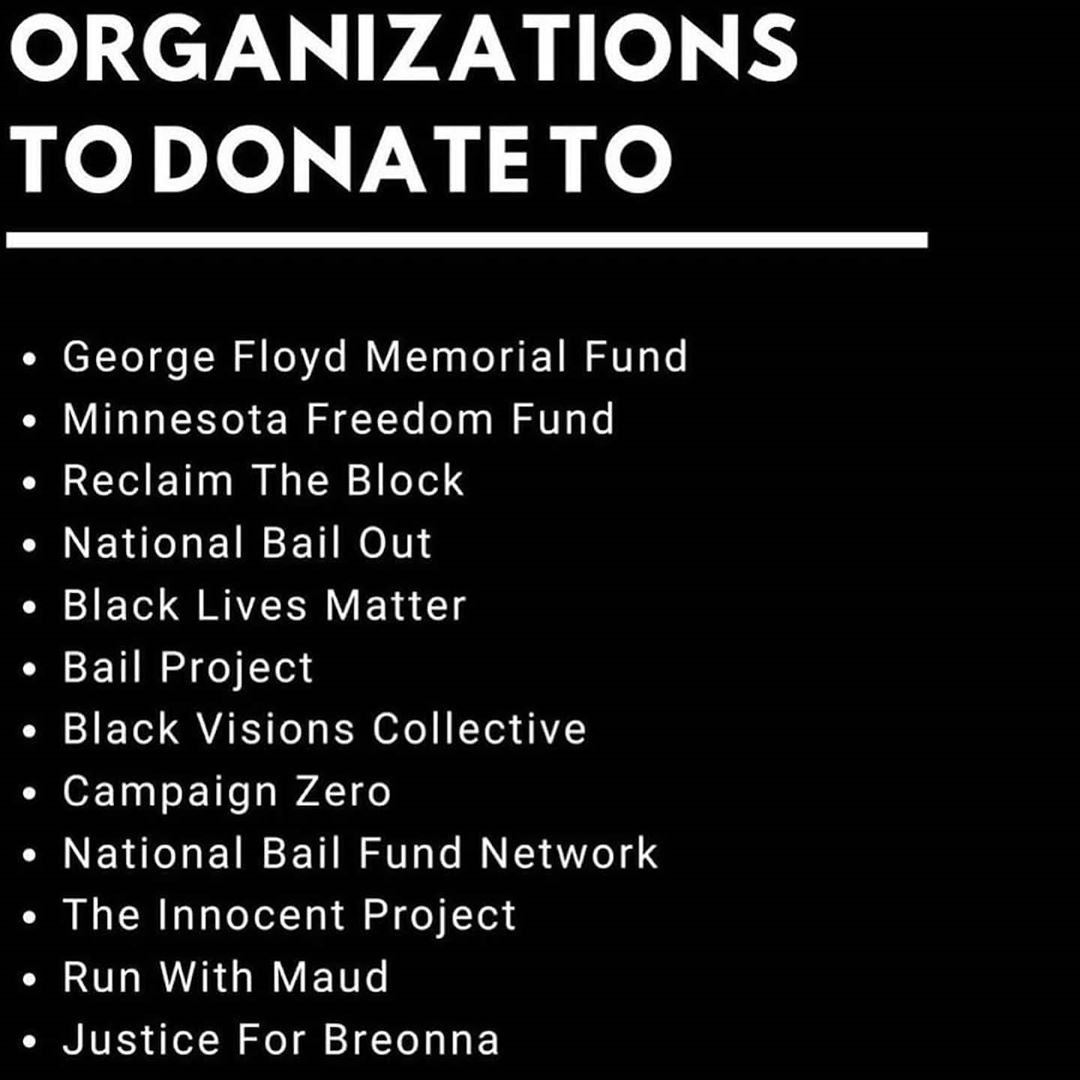 ORGANIZATIONS
TO DONATE TO
• George Floyd Memorial Fund
• Minnesota Freedom Fund
• Reclaim The Block
• National Bail Out
• Black Lives Matter
• Bail Project
• Black Visions Collective
• Campaign Zero
• National Bail Fund Network
• The Innocent Project
• Run With Maud
• Justice For Breonna